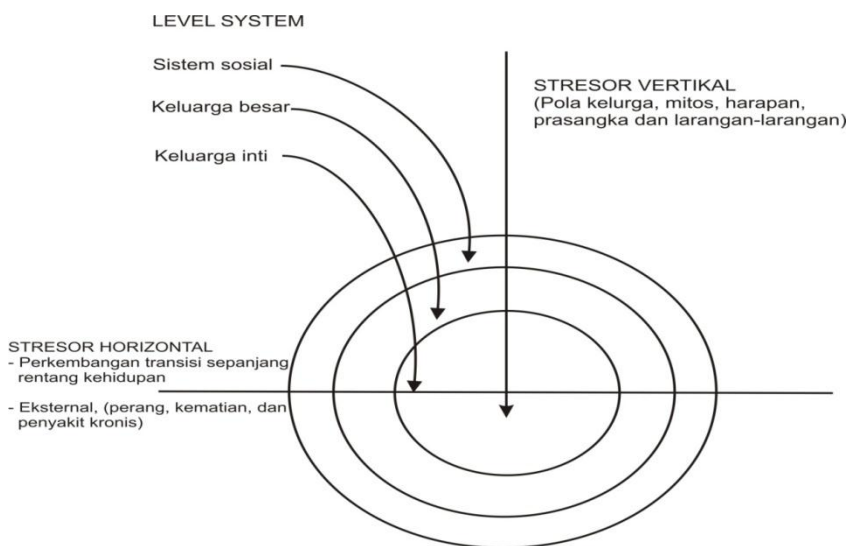 LEVEL SYSTEM
Sistem sosial
Keluarga besar
Keluarga inti
STRESOR VERTIKAL
(Pola kelurga, mitos, harapan,
prasangka dan larangan-larangan)
STRESOR HORIZONTAL
- Perkembangan transisi sepanjang
rentang kehidupan
- Eksternal, (perang, kematian, dan
penyakit kronis)